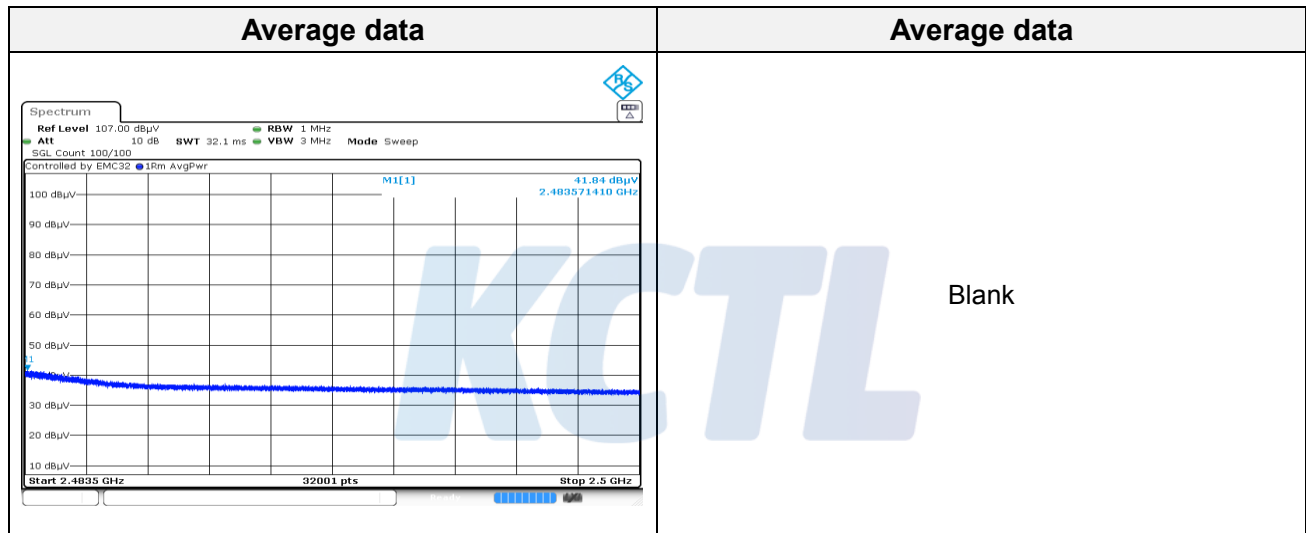 Average data
Average data
R&S
Spectrum
Ref Level 107.00 dBµV RBW 1 MHz
Att 10 dB SWT 32.1 ms VBW 3 MHz Mode Sweep
SGL Count 100/100
Controlled by EMC32 1Rm AvgPwr
M1[1] 41.84 dBµV
2.483571410 GHz
100 dBµV
90 dBµV
80 dBµV
70 dBµV
60 dBµV
50 dBµV
30 dBµV
20 dBµV
10 dBµV
Start 2.4835 GHz 32001 pts Stop 2.5 GHz
Blank
KCTL